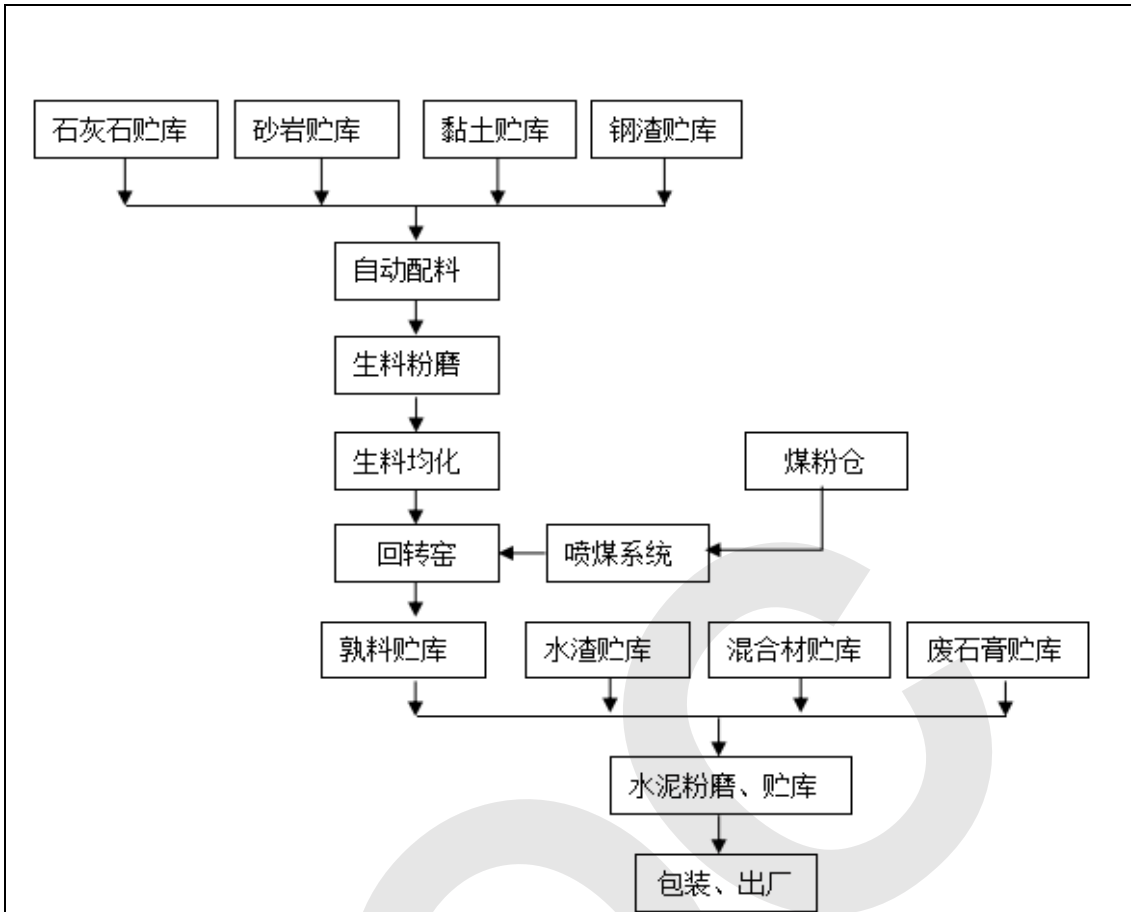 石灰石贮库 砂岩贮库 黏土贮库 钢渣贮库
自动配料
生料粉磨
生料均化 煤粉仓
回转窑 喷煤系统
孰料贮库 水渣贮库 混合材贮库 废石膏贮库
水泥粉磨、贮库
包装、出厂